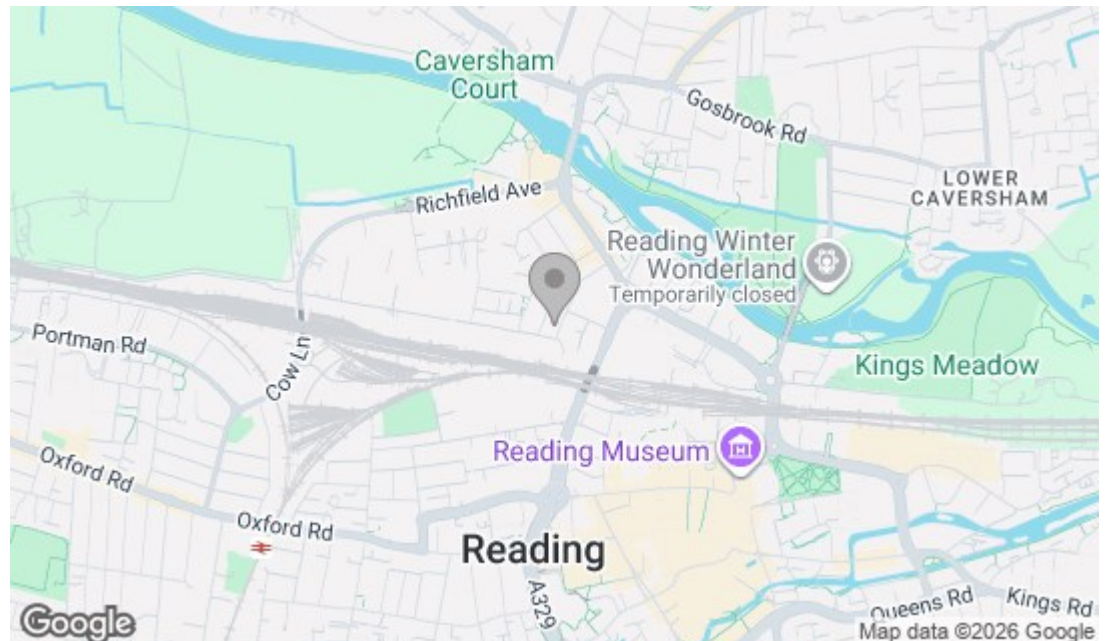 Caversham
Court
Gosbrook Rd
LOWER
CAVERSHAM
Richfield Ave
Reading Winter
Wonderland
Temporarily closed
Portman Rd
Cow Ln
Kings Meadow
Reading Museum
Oxford Rd
Oxford Rd
Reading
A329
Queens Rd
Kings Rd
Google
Map data ©2026 Google